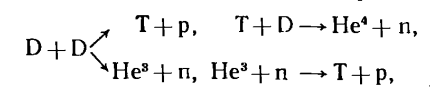 T+p, T+D→He⁴+n,
D+D
He³+n, He³+n →T+p,